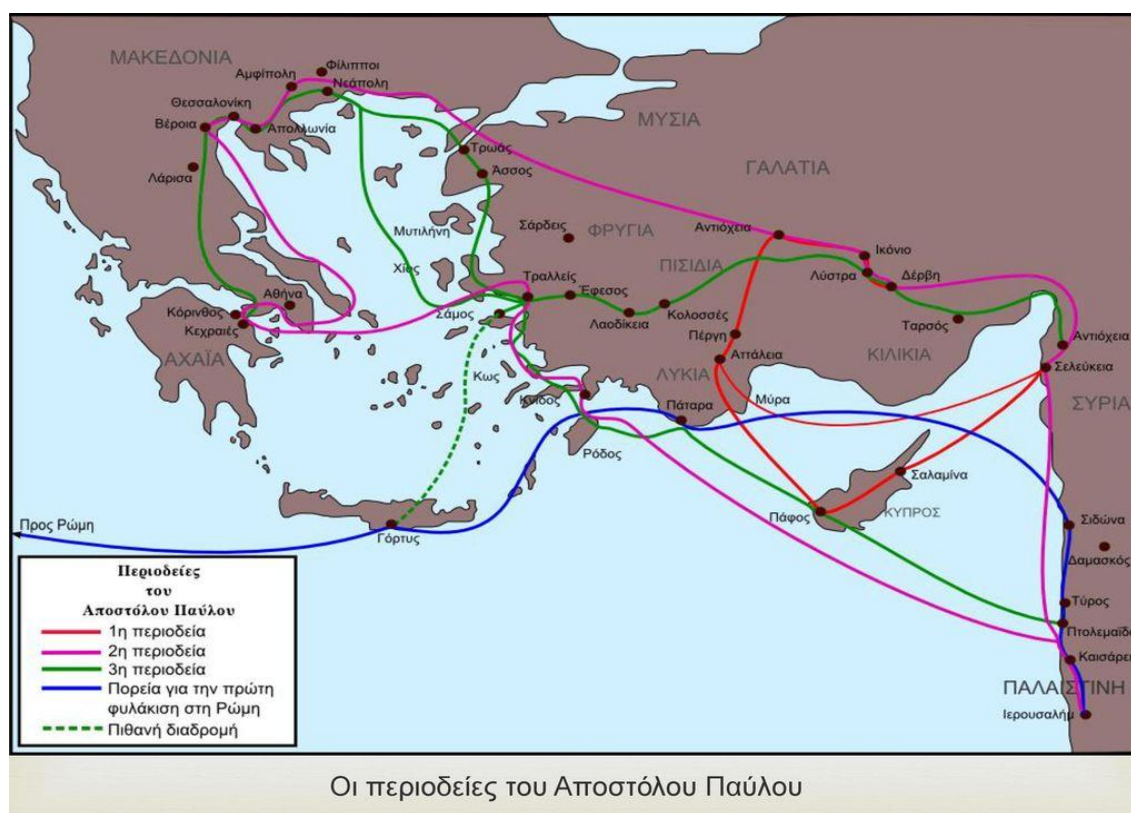 ΜΑΚΕΔΟΝΙΑ
Φίλιπποι
Αμφίπολη
Νεάπολη
Θεσσαλονίκη
Βέροια
Απολλωνία
ΜΥΣΙΑ
Τρωάς
ΓΑΛΑΤΙΑ
Λάρισα
Άσσος
Μυτιλήνη
Σάρδεις
ΦΡΥΓΙΑ
Αντιόχεια
Ικόνιο
Χίος
ΠΙΣΙΔΙΑ
Λύστρα
Δέρβη
Τραλλείς
Έφεσος
Αθήνα
Κόρινθος
Σάμος
Κολοσσές
Λαοδίκεια
Ταρσός
Κεχραιές
Πέργη
Αντιόχεια
ΑΧΑΪΑ
Αττάλεια
ΚΙΛΙΚΙΑ
Σελεύκεια
Κως
ΛΥΚΙΑ
Κνίδος
Μύρα
Πάταρα
ΣΥΡΙΑ
Ρόδος
Σαλαμίνα
Πάφος
ΚΥΠΡΟΣ
Προς Ρώμη
Γόρτυς
Σιδώνα
Δαμασκός
Τύρος
Πτολεμαΐδα
Καισάρει
ΠΑΛΑΙΣΤΙΝΗ
Ιερουσαλήμ
Περιοδείες
του
Αποστόλου Παύλου
1η περιοδεία
2η περιοδεία
3η περιοδεία
Πορεία για την πρώτη
φυλάκιση στη Ρώμη
Πιθανή διαδρομή
Οι περιοδείες του Αποστόλου Παύλου